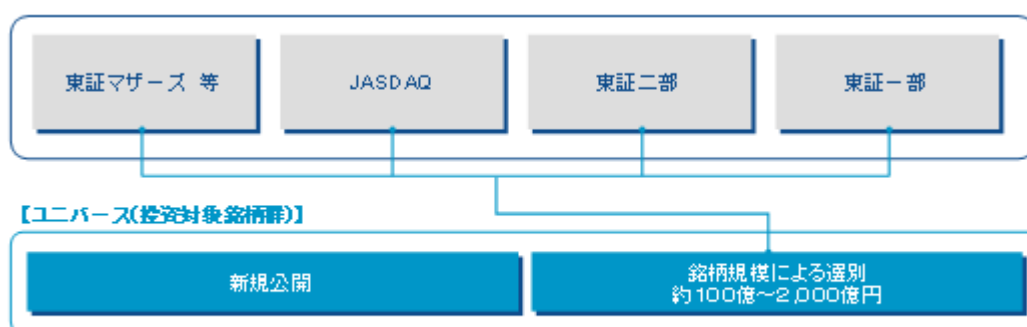 東証マザーズ 等
JASDAQ
東証二部
東証一部
【ユニバース(投資対象銘柄群)】
新規公開
銘柄規模による選別
約100億～2,000億円